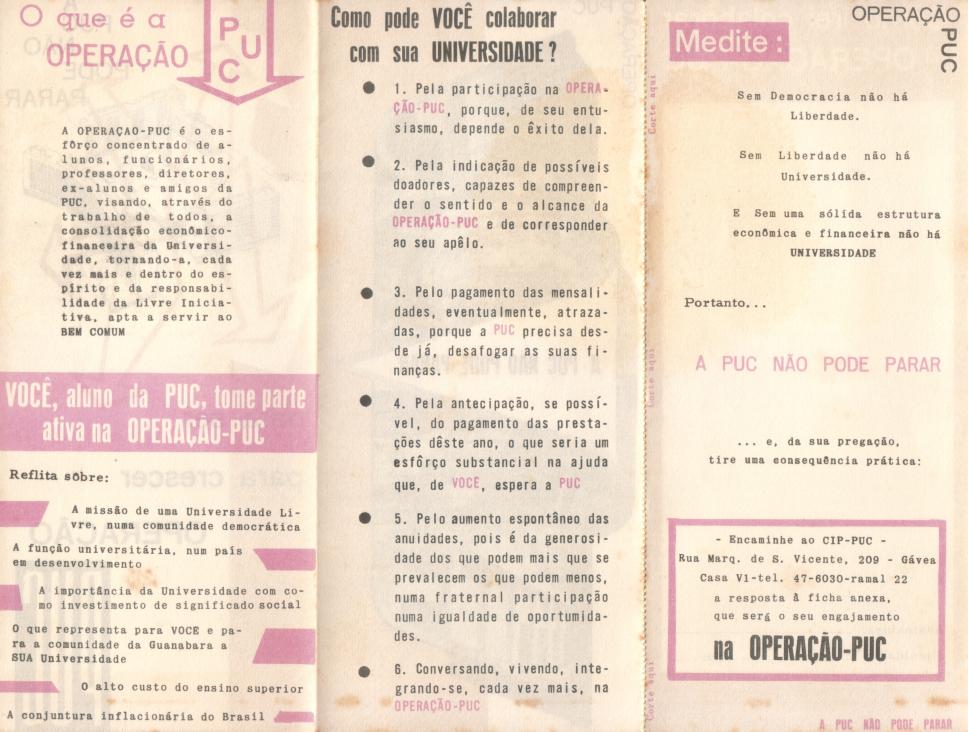 O que é a
OPERAÇÃO
PUC
A OPERAÇAO-PUC é o es-
fôrço concentrado de a-
lunos, funcionários,
professores, diretores,
ex-alunos e amigos da
PUC, visando, através do
trabalho de todos, a
consolidação econômico-
financeira da Universi-
dade, tornando-a, cada
vez mais e dentro do es-
pírito e da responsabi-
lidade da Livre Inicia-
tiva, apta a servir ao
BEM COMUM
VOCÊ, aluno da PUC, tome parte
ativa na OPERAÇÃO-PUC
Reflita sôbre:
A missão de uma Universidade Li-
vre, numa comunidade democrática
A função universitária, num país
em desenvolvimento
A importância da Universidade com co-
mo investimento de significado social
O que representa para VOCE e pa-
ra a comunidade da Guanabara a
SUA Universidade
O alto custo do ensino superior
A conjuntura inflacionária do Brasil
Como pode VOCÊ colaborar
com sua UNIVERSIDADE?
1. Pela participação na OPERA-
ÇÃO-PUC, porque, de seu entu-
siasmo, depende o êxito dela.
2. Pela indicação de possíveis
doadores, capazes de compreen-
der o sentido e o alcance da
OPERAÇÃO-PUC e de corresponder
ao seu apêlo.
3. Pelo pagamento das mensali-
dades, eventualmente, atraza-
das, porque a PUC precisa des-
de já, desafogar as suas fi-
nanças.
4. Pela antecipação, se possí-
vel, do pagamento das presta-
ções dêste ano, o que seria um
esfôrço substancial na ajuda
que, de VOCÊ, espera a PUC
5. Pelo aumento espontâneo das
anuidades, pois é da generosi-
dade dos que podem mais que se
prevalecem os que podem menos,
numa fraternal participação
numa igualdade de oportunida-
des.
6. Conversando, vivendo, inte-
grando-se, cada vez mais, na
OPERAÇÃO-PUC
Corte aqui
Corte aqui
Corte aqui
OPERAÇÃO
PUC
Medite:
Sem Democracia não há
Liberdade.
Sem Liberdade não há
Universidade.
E Sem uma sólida estrutura
econômica e financeira não há
UNIVERSIDADE
Portanto...
A PUC NÃO PODE PARAR
... e, da sua pregação,
tire uma consequência prática:
- Encaminhe ao CIP-PUC -
Rua Marq. de S. Vicente, 209 - Gávea
Casa VI-tel. 47-6030-ramal 22
a resposta à ficha anexa,
que será o seu engajamento
na OPERAÇÃO-PUC
A PUC NÃO PODE PARAR